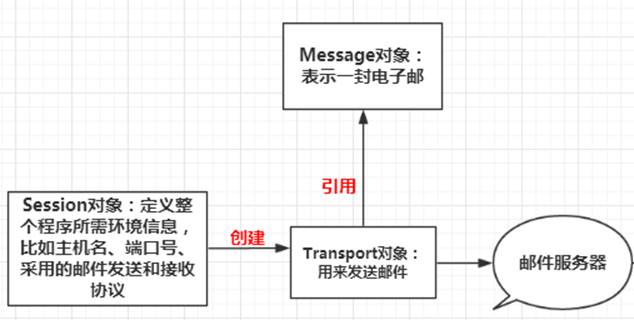 Message对象：
表示一封电子邮
引用
Session对象：定义整
个程序所需环境信息，
比如主机名、端口号、
采用的邮件发送和接收
协议
创建
Transport对象：
用来发送邮件
邮件服务器